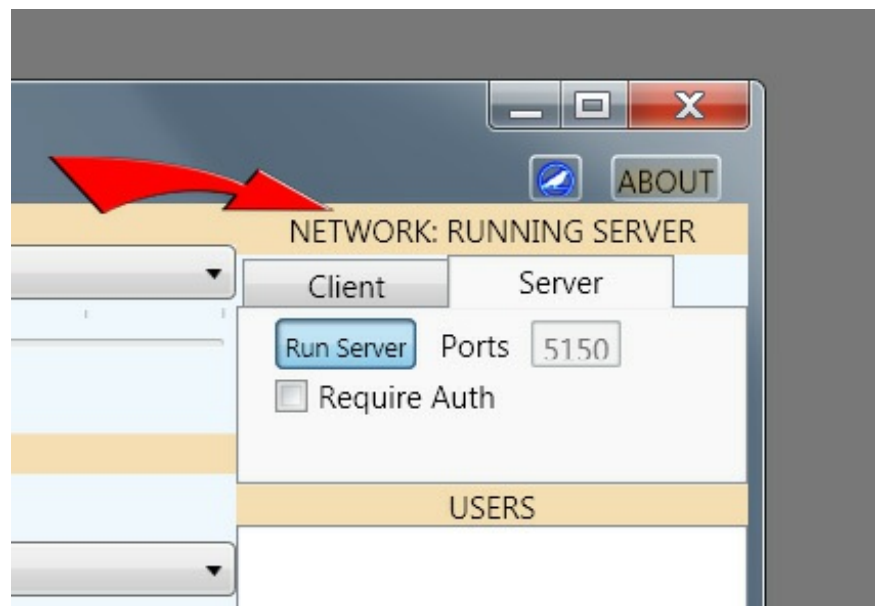 ABOUT
NETWORK: RUNNING SERVER
Client Server
Run Server Ports 5150
Require Auth
USERS